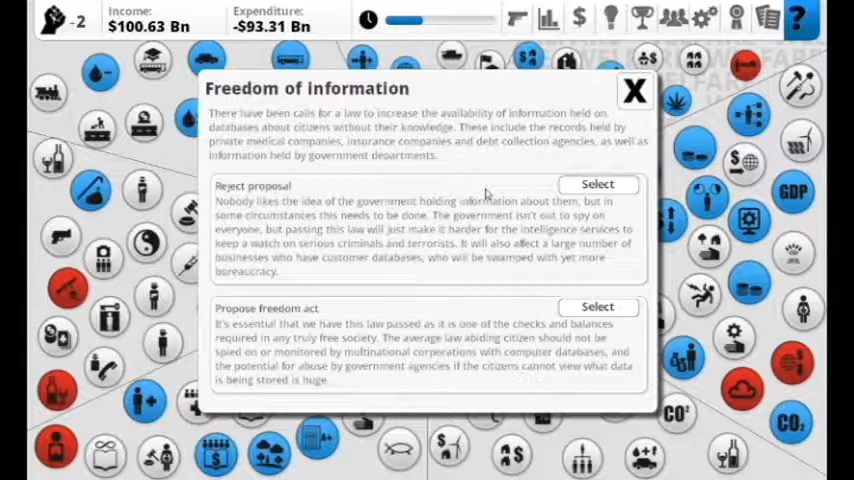 -2
Income:
$100.63 Bn
Expenditure:
-$93.31 Bn
$
?
Freedom of information
X
There have been calls for a law to increase the availability of information held on
databases about citizens without their knowledge. These include the records held by
private medical companies, insurance companies and debt collection agencies, as well as
information held by government departments.
Reject proposal
Select
Nobody likes the idea of the government holding information about them, but in
some circumstances this needs to be done. The government isn't out to spy on
everyone, but passing this law will just make it harder for the intelligence services to
keep a watch on serious criminals and terrorists. It will also affect a large number of
businesses who have customer databases, who will be swamped with yet more
bureaucracy.
Propose freedom act
Select
It's essential that we have this law passed as it is one of the checks and balances
required in any truly free society. The average law abiding citizen should not be
spied on or monitored by multinational corporations with computer databases, and
the potential for abuse by government agencies if the citizens cannot view what data
is being stored is huge.
GDP
CO2
CO2